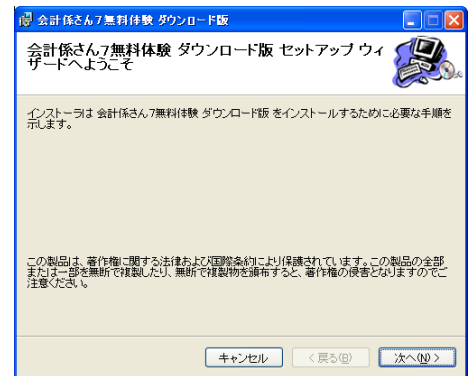 会計係さん7無料体験 ダウンロード版
会計係さん7無料体験 ダウンロード版 セットアップ ウィ
ザードへようこそ
インストーラは 会計係さん7無料体験 ダウンロード版 をインストールするために必要な手順を
示します。
この製品は、著作権に関する法律および国際条約により保護されています。この製品の全部
または一部を無断で複製したり、無断で複製物を頒布すると、著作権の侵害となりますのでご
注意ください。
キャンセル
< 戻る(B)
次へ(N) >